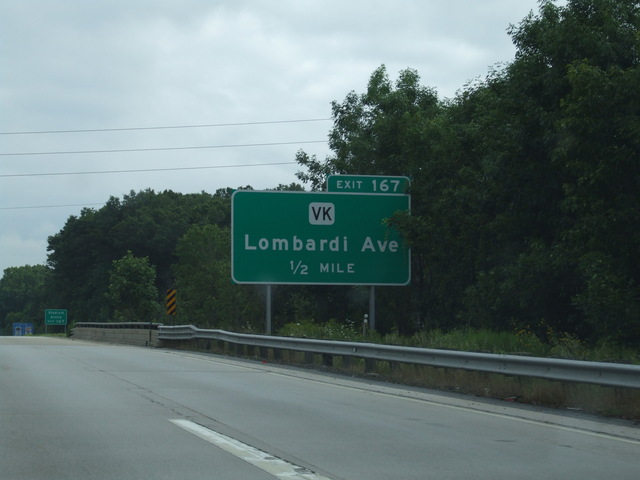 EXIT 167
VK
Lombardi Ave
1/2 MILE